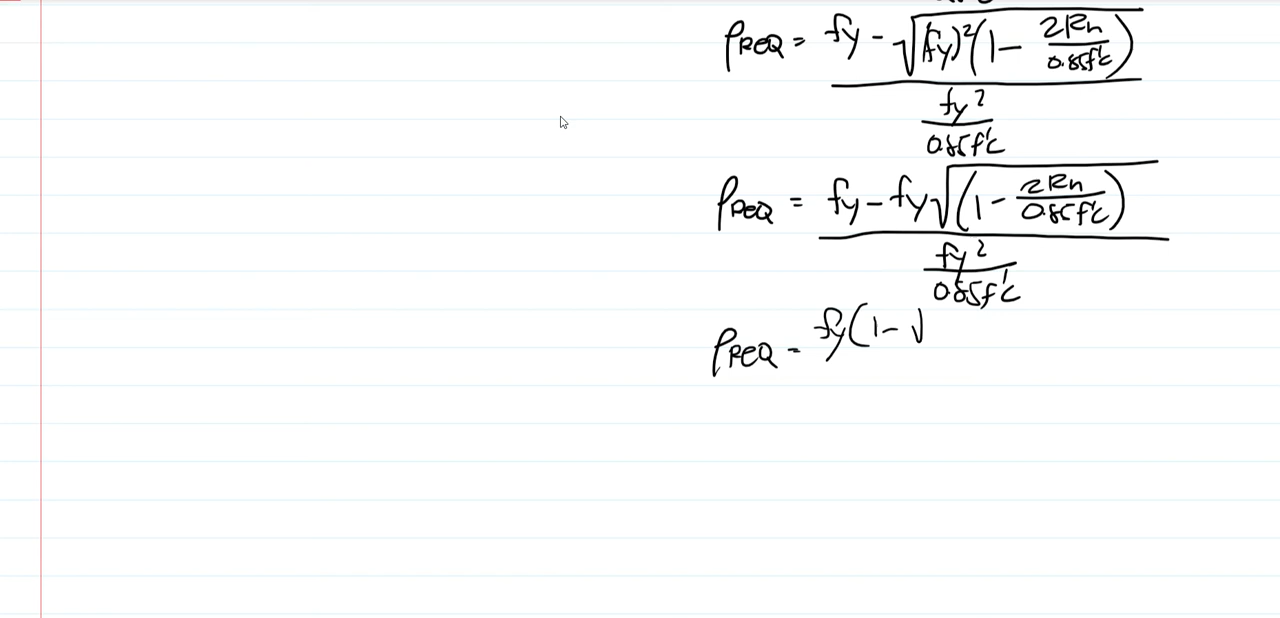 ρREQ = fy - √(fy)²(1 - 2Rn/0.85f'c) / fy²/0.85f'c
ρREQ = fy - fy√(1 - 2Rn/0.85f'c) / fy²/0.85f'c
ρREQ = fy(1 - √